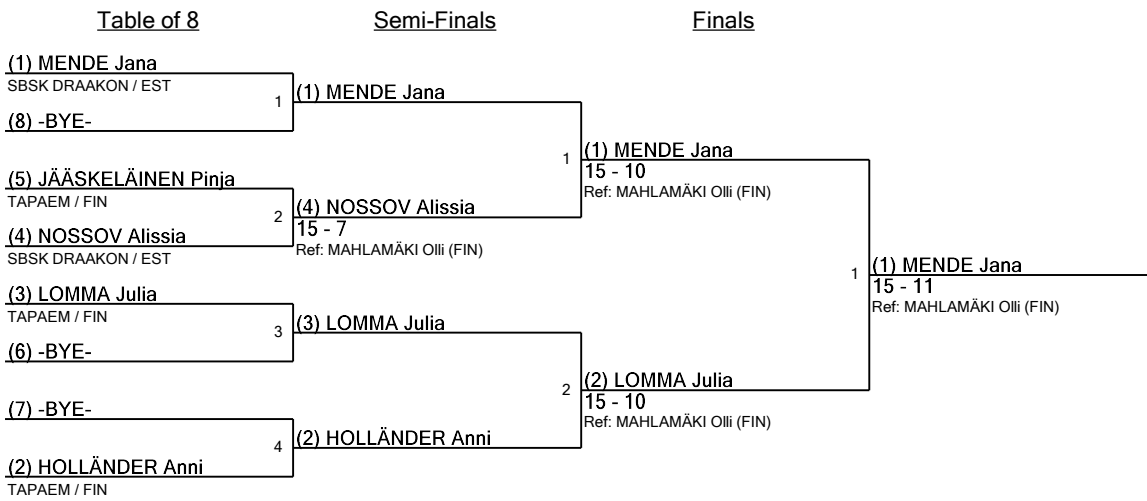 Table of 8
Semi-Finals
Finals
(1) MENDE Jana
SBSK DRAAKON / EST
1
(8) -BYE-
(5) JÄÄSKELÄINEN Pinja
TAPAEM / FIN
2
(4) NOSSOV Alissia
SBSK DRAAKON / EST
(3) LOMMA Julia
TAPAEM / FIN
3
(6) -BYE-
(7) -BYE-
4
(2) HOLLÄNDER Anni
TAPAEM / FIN
(1) MENDE Jana
1
(4) NOSSOV Alissia
15 - 7
Ref: MAHLAMÄKI Olli (FIN)
(3) LOMMA Julia
2
(2) HOLLÄNDER Anni
(1) MENDE Jana
15 - 10
Ref: MAHLAMÄKI Olli (FIN)
1
(2) LOMMA Julia
15 - 10
Ref: MAHLAMÄKI Olli (FIN)
(1) MENDE Jana
15 - 11
Ref: MAHLAMÄKI Olli (FIN)